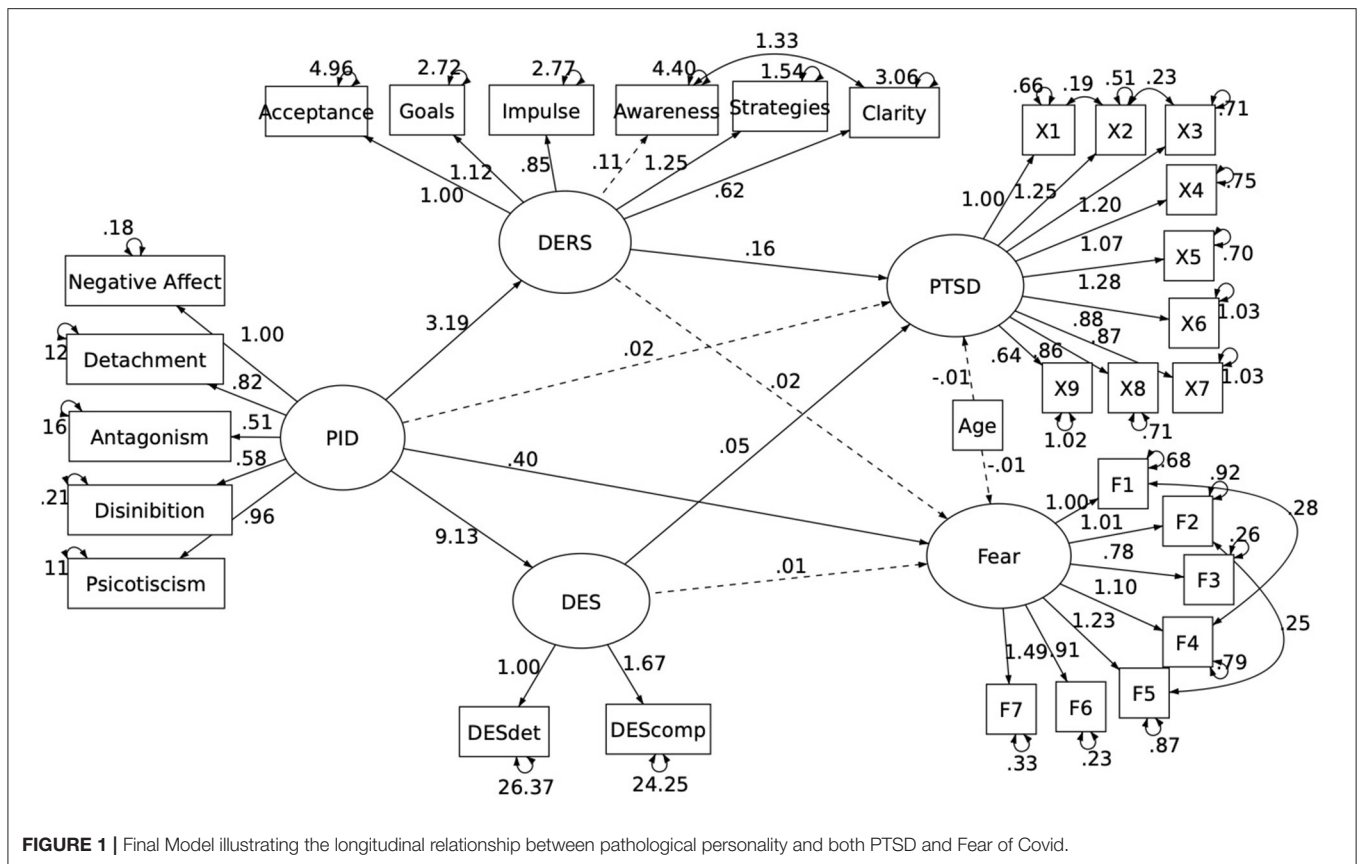 1.33
4.96 2.72 2.77 4.40 1.54 3.06
Acceptance Goals Impulse Awareness Strategies Clarity
.66 .19 .51 .23 .71
X1 X2 X3
1.00 1.12 .85 .11 1.25 .62
DERS
1.00 1.25 1.20 1.07 1.28 .88 .87 .86 .64
X4 .75
X5 .70
X6 1.03
X7 1.03
X8 .71
X9 1.02
PTSD
.18
Negative Affect
12 Detachment
16 Antagonism
.21 Disinibition
11 Psicotiscism
1.00
.82
.51
.58
.96
PID
3.19
.16
.02
.02
.40
.05
9.13
.01
-.01
Age
-.01
DES
1.00 1.67
DESdet DEScomp
26.37 24.25
Fear
1.00 1.01 .78 1.10 1.23 .91 1.49
F1 .68
F2 .92
F3 .26
F4 .79
F5 .87
F6 .23
F7 .33
.28
.25
FIGURE 1 | Final Model illustrating the longitudinal relationship between pathological personality and both PTSD and Fear of Covid.